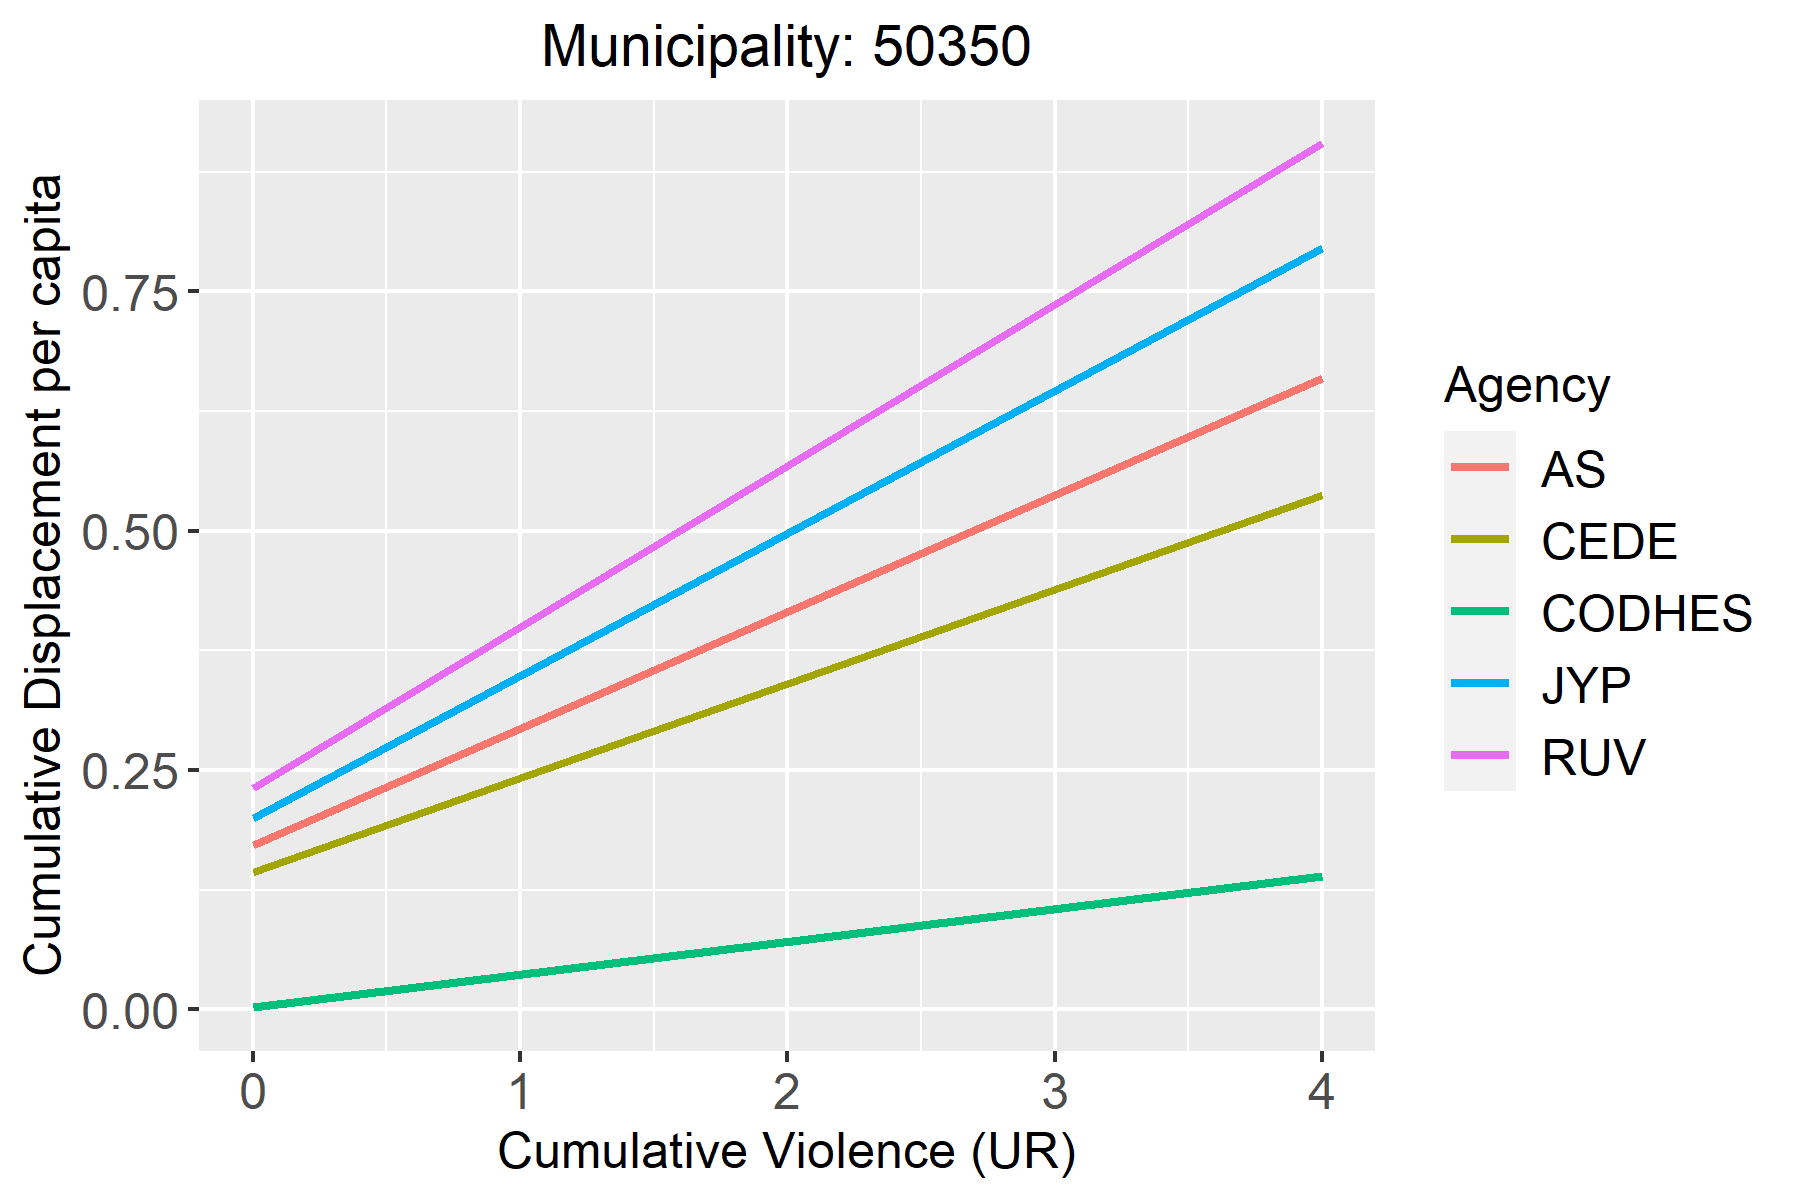 Municipality: 50350
Cumulative Displacement per capita
0.75
0.50
0.25
0.00
0 1 2 3 4
Cumulative Violence (UR)
Agency
AS
CEDE
CODHES
JYP
RUV